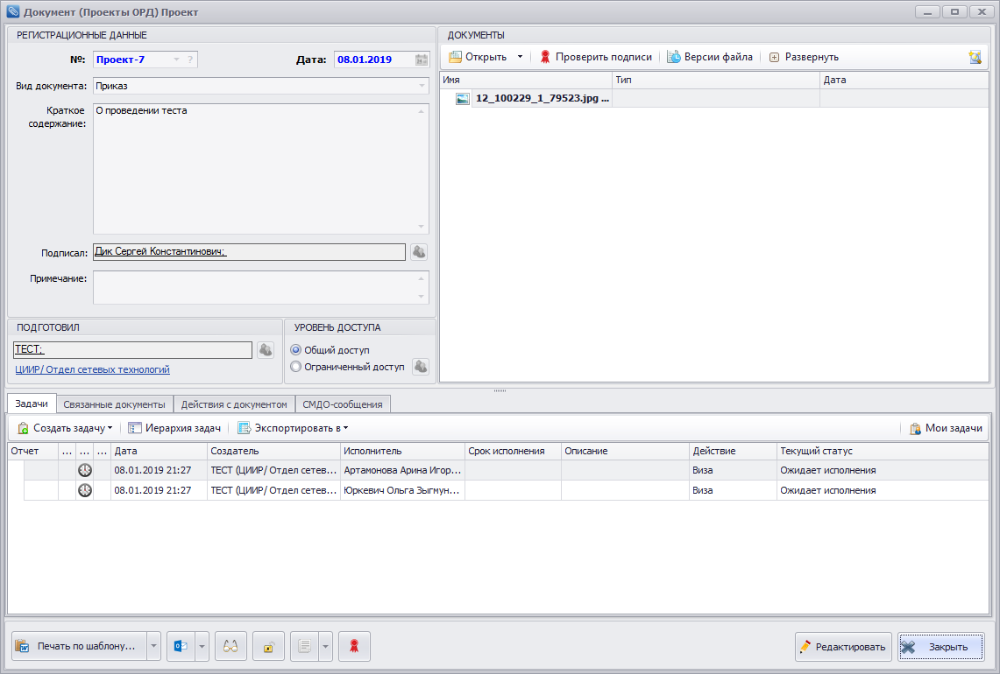 Документ (Проекты ОРД) Проект
РЕГИСТРАЦИОННЫЕ ДАННЫЕ
№: Проект-7 ? Дата: 08.01.2019
Вид документа: Приказ
Краткое содержание: О проведении теста
Подписал: Дик Сергей Константинович;
Примечание:
ПОДГОТОВИЛ
ТЕСТ;
ЦИИР/ Отдел сетевых технологий
УРОВЕНЬ ДОСТУПА
Общий доступ
Ограниченный доступ
ДОКУМЕНТЫ
Открыть Проверить подписи Версии файла Развернуть
Имя Тип Дата
12_100229_1_79523.jpg ...
Задачи Связанные документы Действия с документом СМДО-сообщения
Создать задачу Иерархия задач Экспортировать в Мои задачи
Отчет ... ... ... Дата Создатель Исполнитель Срок исполнения Описание Действие Текущий статус
08.01.2019 21:27 ТЕСТ (ЦИИР/ Отдел сетев... Артамонова Арина Игор... Виза Ожидает исполнения
08.01.2019 21:27 ТЕСТ (ЦИИР/ Отдел сетев... Юркевич Ольга Зыгмун... Виза Ожидает исполнения
Печать по шаблону... Редактировать Закрыть